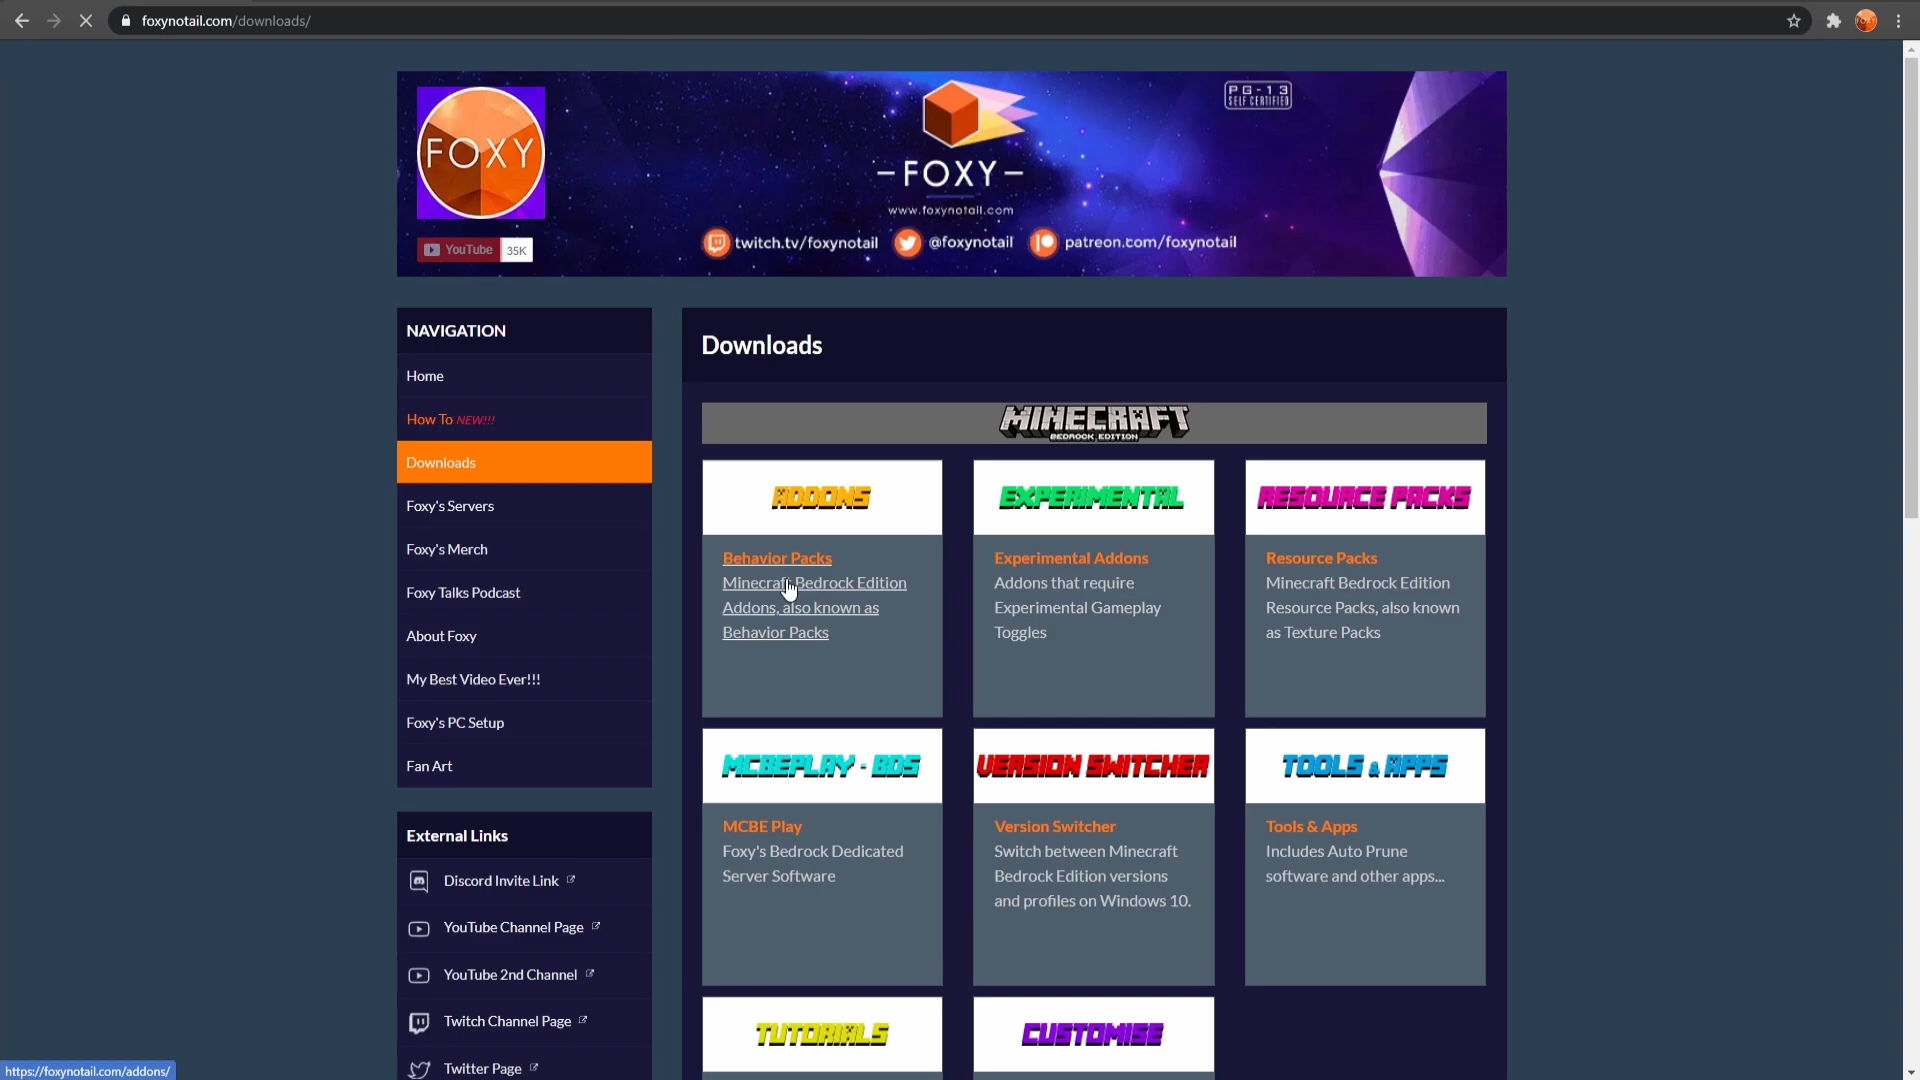 foxynotail.com/downloads/
FOXY
PG-13
SELF CERTIFIED
-FOXY-
www.foxynotail.com
YouTube 35K
twitch.tv/foxynotail @foxynotail patreon.com/foxynotail
NAVIGATION
Home
How To NEW!!!
Downloads
Foxy's Servers
Foxy's Merch
Foxy Talks Podcast
About Foxy
My Best Video Ever!!!
Foxy's PC Setup
Fan Art
External Links
Discord Invite Link
YouTube Channel Page
YouTube 2nd Channel
Twitch Channel Page
Twitter Page
Downloads
MINECRAFT
BEDROCK EDITION
ADDONS
Behavior Packs
Minecraft Bedrock Edition
Addons, also known as
Behavior Packs
EXPERIMENTAL
Experimental Addons
Addons that require
Experimental Gameplay
Toggles
RESOURCE PACKS
Resource Packs
Minecraft Bedrock Edition
Resource Packs, also known
as Texture Packs
MCBEPLAY - BDS
MCBE Play
Foxy's Bedrock Dedicated
Server Software
VERSION SWITCHER
Version Switcher
Switch between Minecraft
Bedrock Edition versions
and profiles on Windows 10.
TOOLS & APPS
Tools & Apps
Includes Auto Prune
software and other apps...
TUTORIALS
CUSTOMISE
https://foxynotail.com/addons/